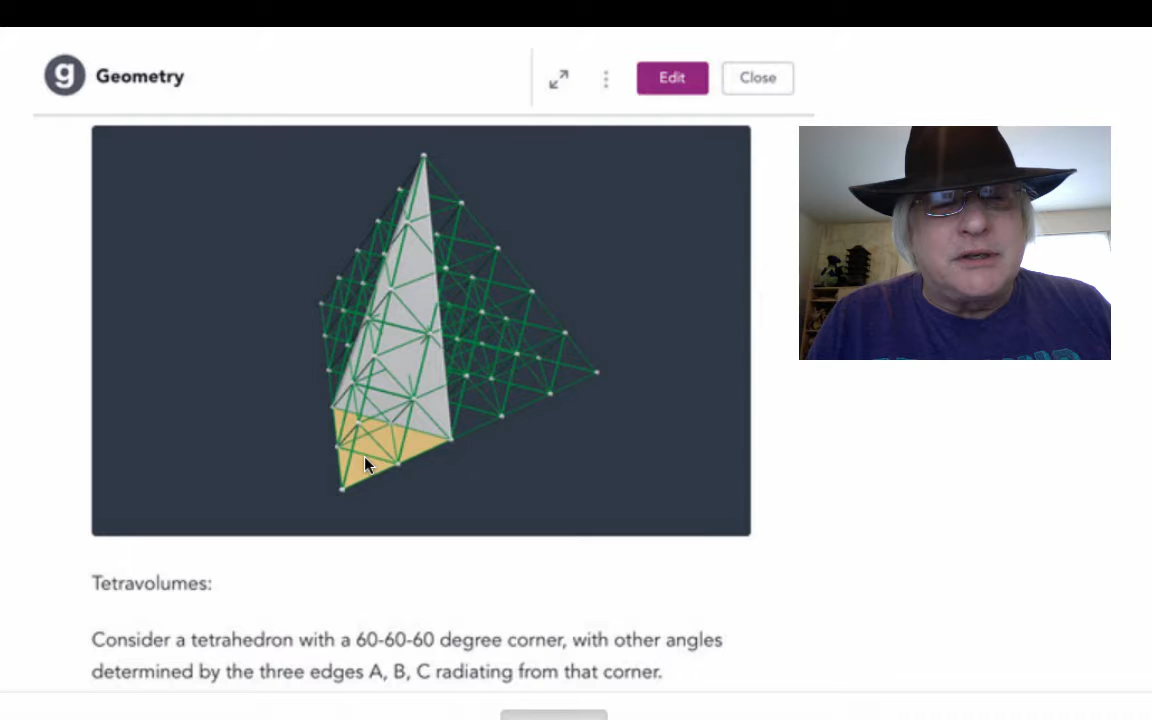 g Geometry
Edit
Close
Tetravolumes:
Consider a tetrahedron with a 60-60-60 degree corner, with other angles
determined by the three edges A, B, C radiating from that corner.